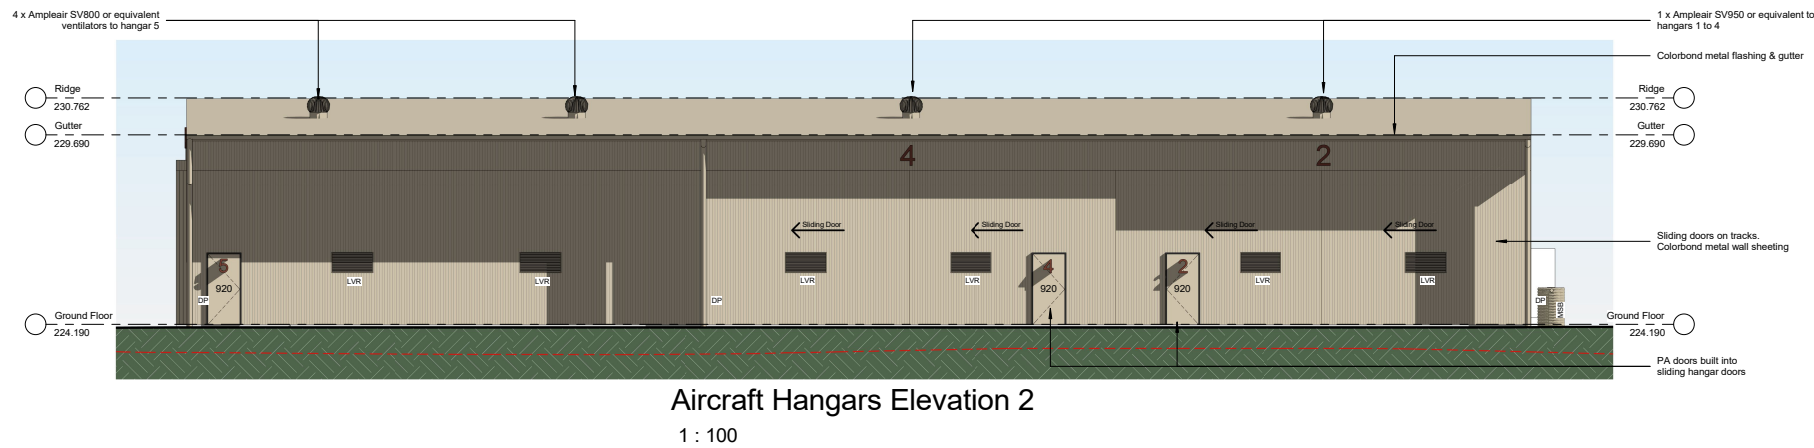 4 x Ampleair SV800 or equivalent
ventilators to hangar 5
1 x Ampleair SV950 or equivalent to
hangars 1 to 4
Colorbond metal flashing & gutter
Ridge
230.762
Ridge
230.762
Gutter
229.690
Gutter
229.690
4
2
Sliding Door
Sliding Door
Sliding Door
Sliding Door
Sliding doors on tracks.
Colorbond metal wall sheeting
920
LVR
LVR
LVR
LVR
4
920
2
920
LVR
LVR
DP
DP
DP
MSB
Ground Floor
224.190
Ground Floor
224.190
PA doors built into
sliding hangar doors
Aircraft Hangars Elevation 2
1 : 100